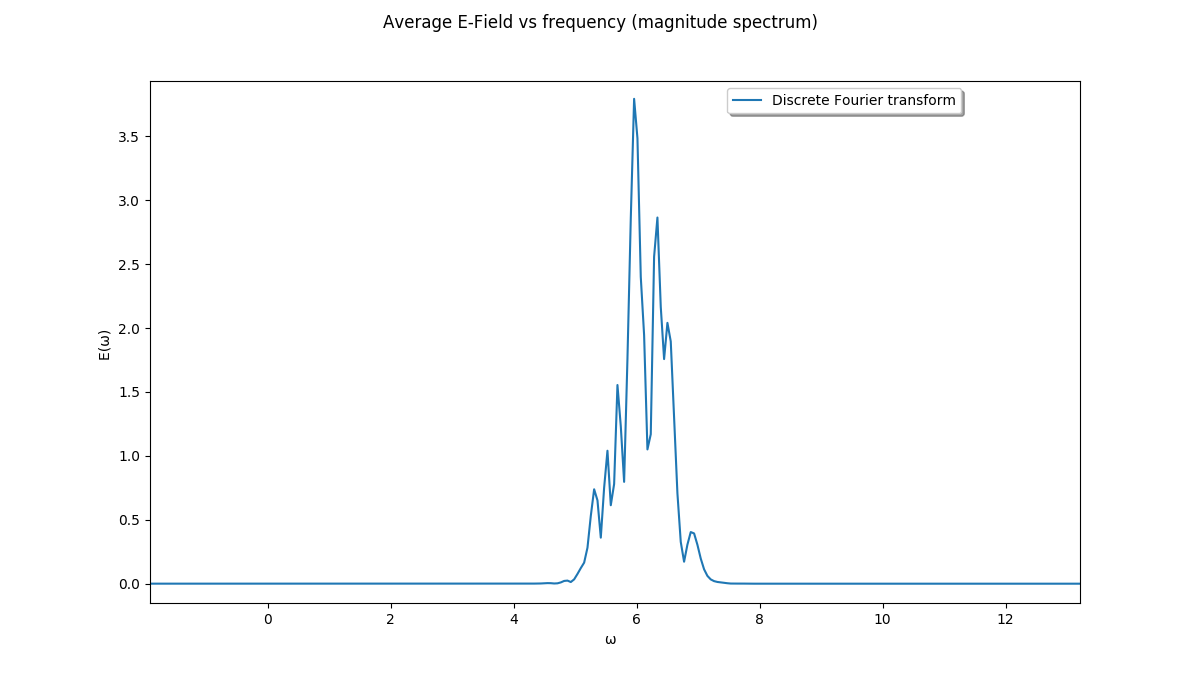 Average E-Field vs frequency (magnitude spectrum)
Discrete Fourier transform
3.5
3.0
2.5
2.0
1.5
1.0
0.5
0.0
E(ω)
0 2 4 6 8 10 12
ω